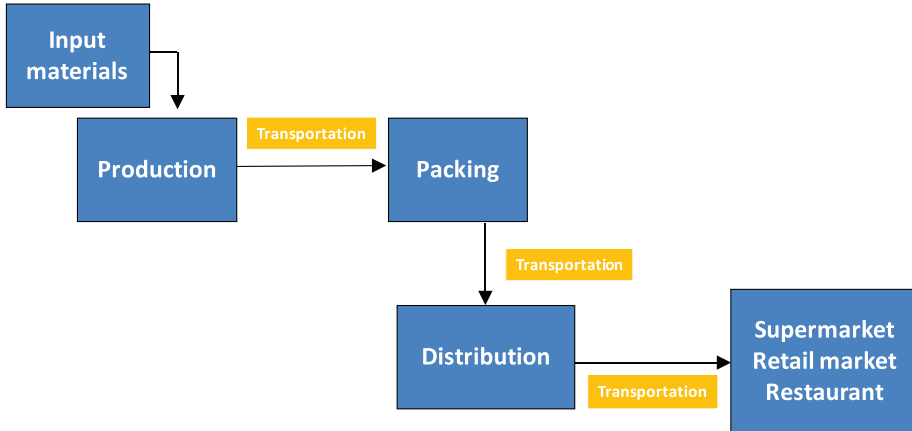 Input
materials
Production
Transportation
Packing
Transportation
Distribution
Transportation
Supermarket
Retail market
Restaurant